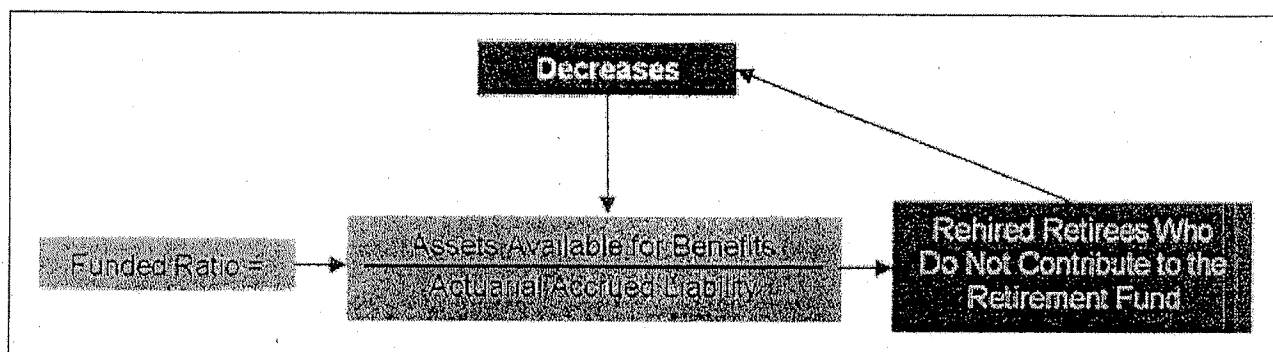 Decreases
Funded Ratio =
Assets Available for Benefits
Actuarial Accrued Liability
Rehired Retirees Who
Do Not Contribute to the
Retirement Fund